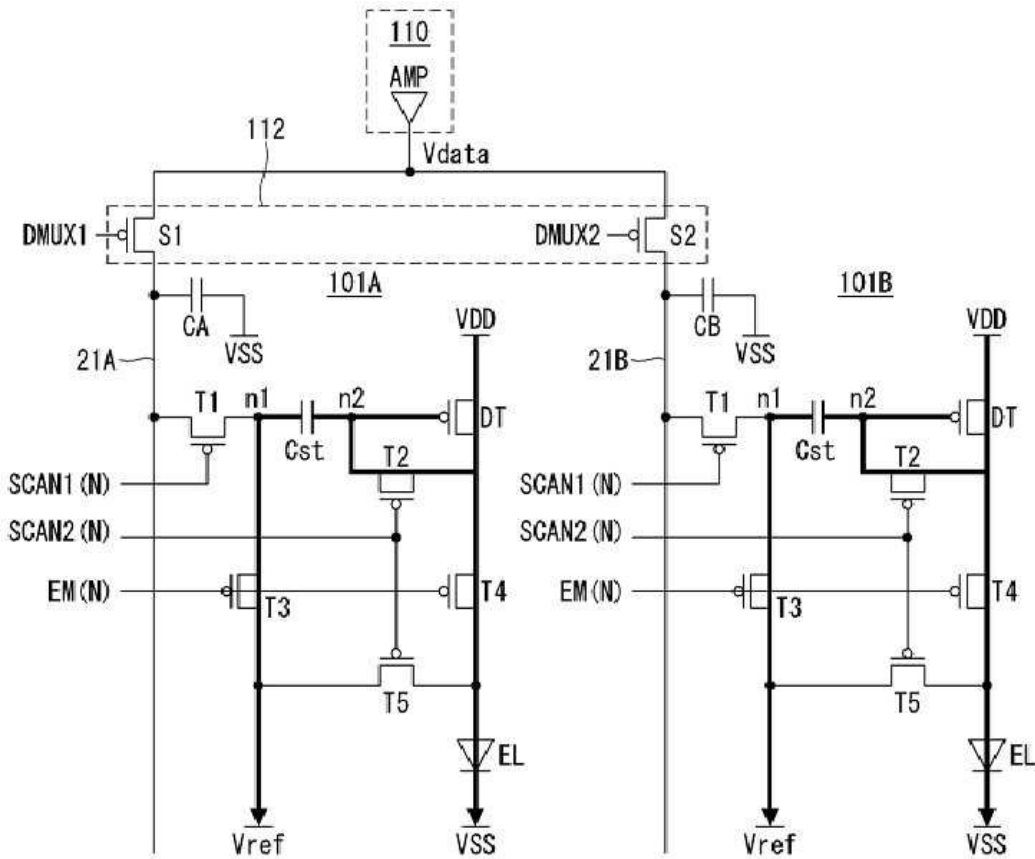 110
AMP
112
Vdata
DMUX1
S1
DMUX2
S2
101A
101B
CA
VSS
VDD
CB
VSS
VDD
21A
21B
T1
n1
n2
DT
T1
n1
n2
DT
Cst
Cst
T2
T2
SCAN1(N)
SCAN1(N)
SCAN2(N)
SCAN2(N)
EM(N)
T3
T4
EM(N)
T3
T4
T5
T5
EL
EL
Vref
VSS
Vref
VSS